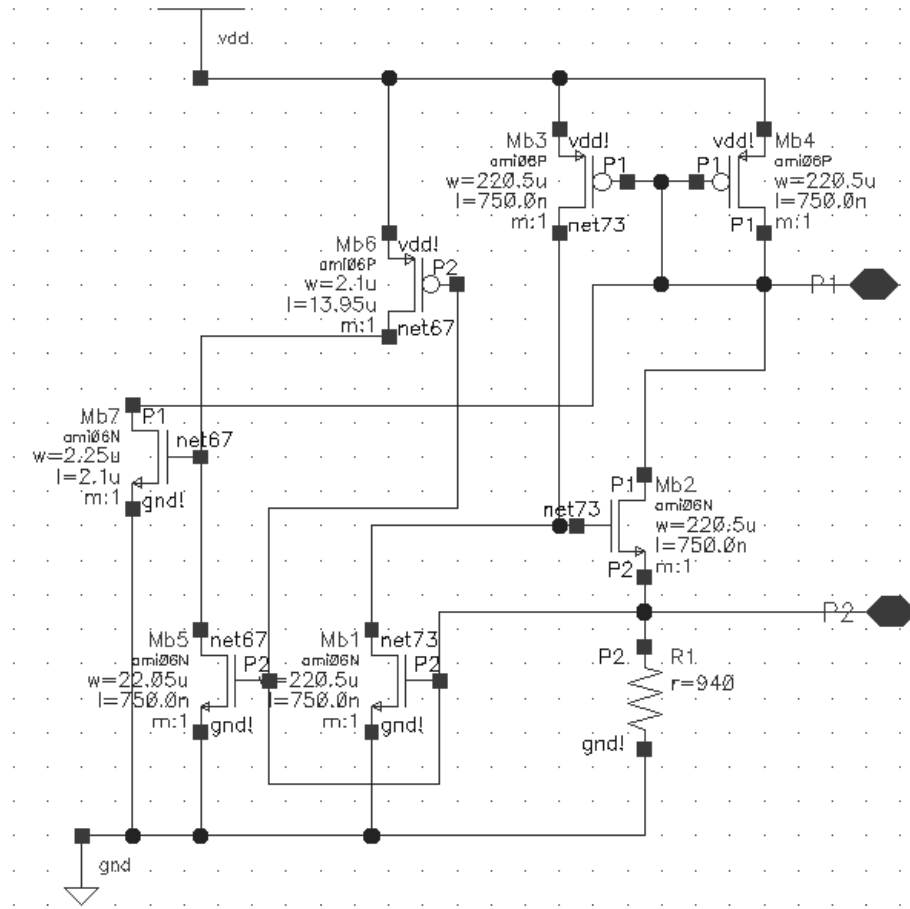 vdd
Mb3
vdd!
ami06P
w=220.5u
l=750.0n
m:1
P1
net73
P1
vdd!
Mb4
ami06P
w=220.5u
l=750.0n
m:1
P1
Mb6
vdd!
ami06P
w=2.1u
l=13.95u
m:1
P2
net67
P1
Mb7
P1
ami06N
w=2.25u
l=2.1u
m:1
net67
gnd!
P1
Mb2
net73
ami06N
w=220.5u
l=750.0n
m:1
P2
P2
Mb5
net67
ami06N
w=22.05u
l=750.0n
m:1
P2
gnd!
Mb1
net73
ami06N
=220.5u
l=750.0n
m:1
P2
gnd!
P2
R1
r=940
gnd!
gnd